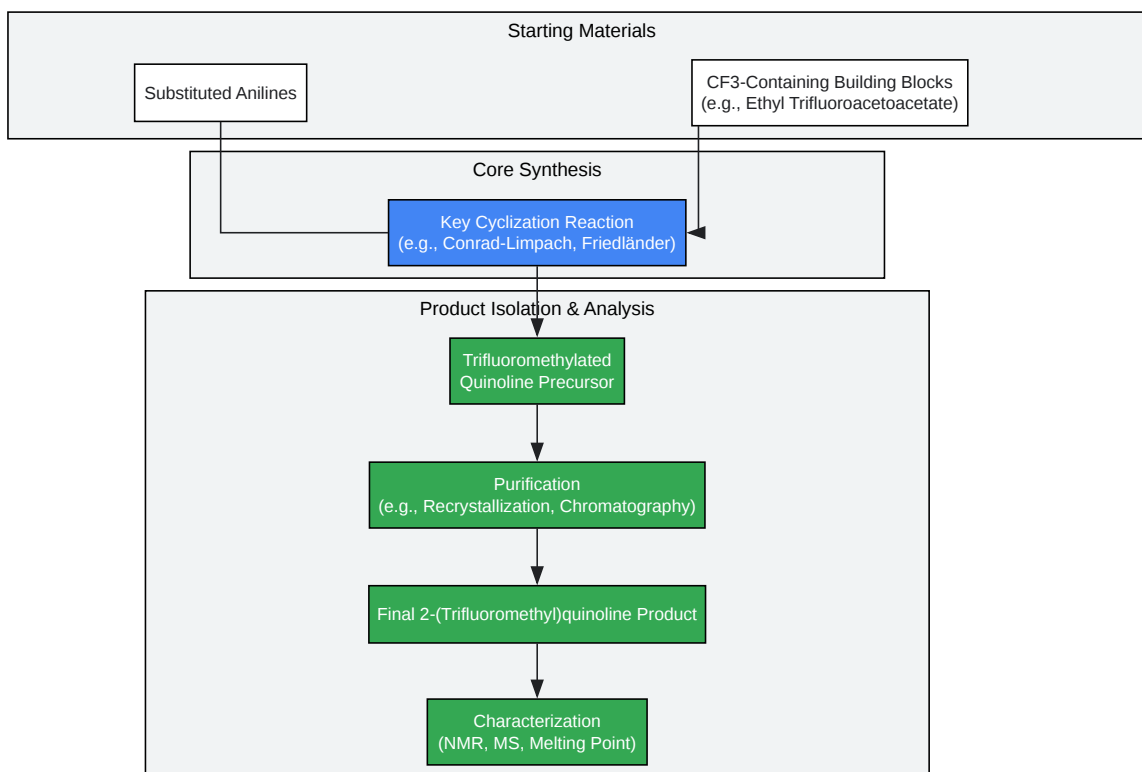 Starting Materials
Substituted Anilines
CF3-Containing Building Blocks
(e.g., Ethyl Trifluoroacetoacetate)
Core Synthesis
Key Cyclization Reaction
(e.g., Conrad-Limpach, Friedländer)
Product Isolation & Analysis
Trifluoromethylated
Quinoline Precursor
Purification
(e.g., Recrystallization, Chromatography)
Final 2-(Trifluoromethyl)quinoline Product
Characterization
(NMR, MS, Melting Point)